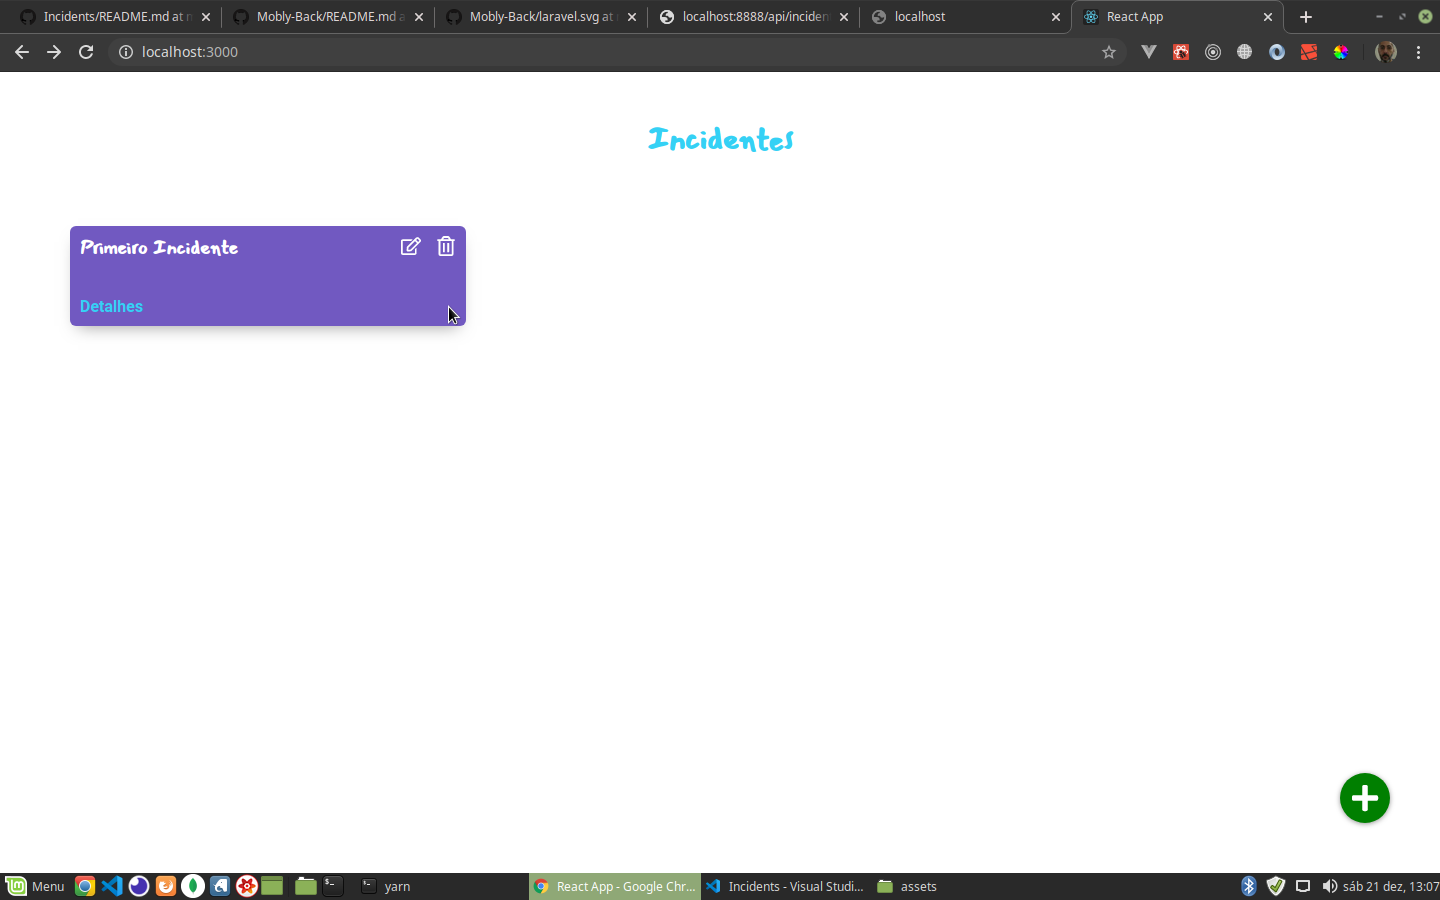 Incidents/README.md at
Mobly-Back/README.md a
Mobly-Back/laravel.svg at
localhost:8888/api/inciden
localhost
React App
localhost:3000
Incidentes
Primeiro Incidente
Detalhes
Menu
yarn
React App - Google Chr...
Incidents - Visual Studi...
assets
sáb 21 dez, 13:07